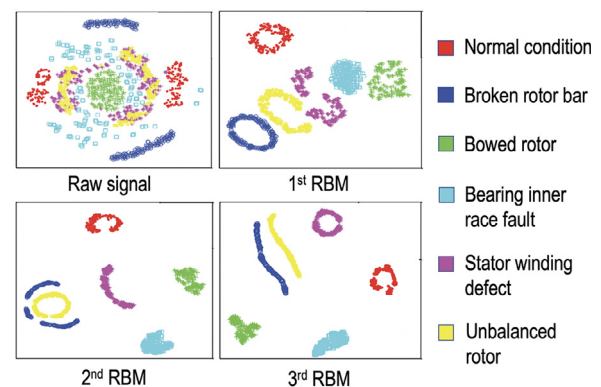 Raw signal
1st RBM
2nd RBM
3rd RBM
Normal condition
Broken rotor bar
Bowed rotor
Bearing inner
race fault
Stator winding
defect
Unbalanced
rotor